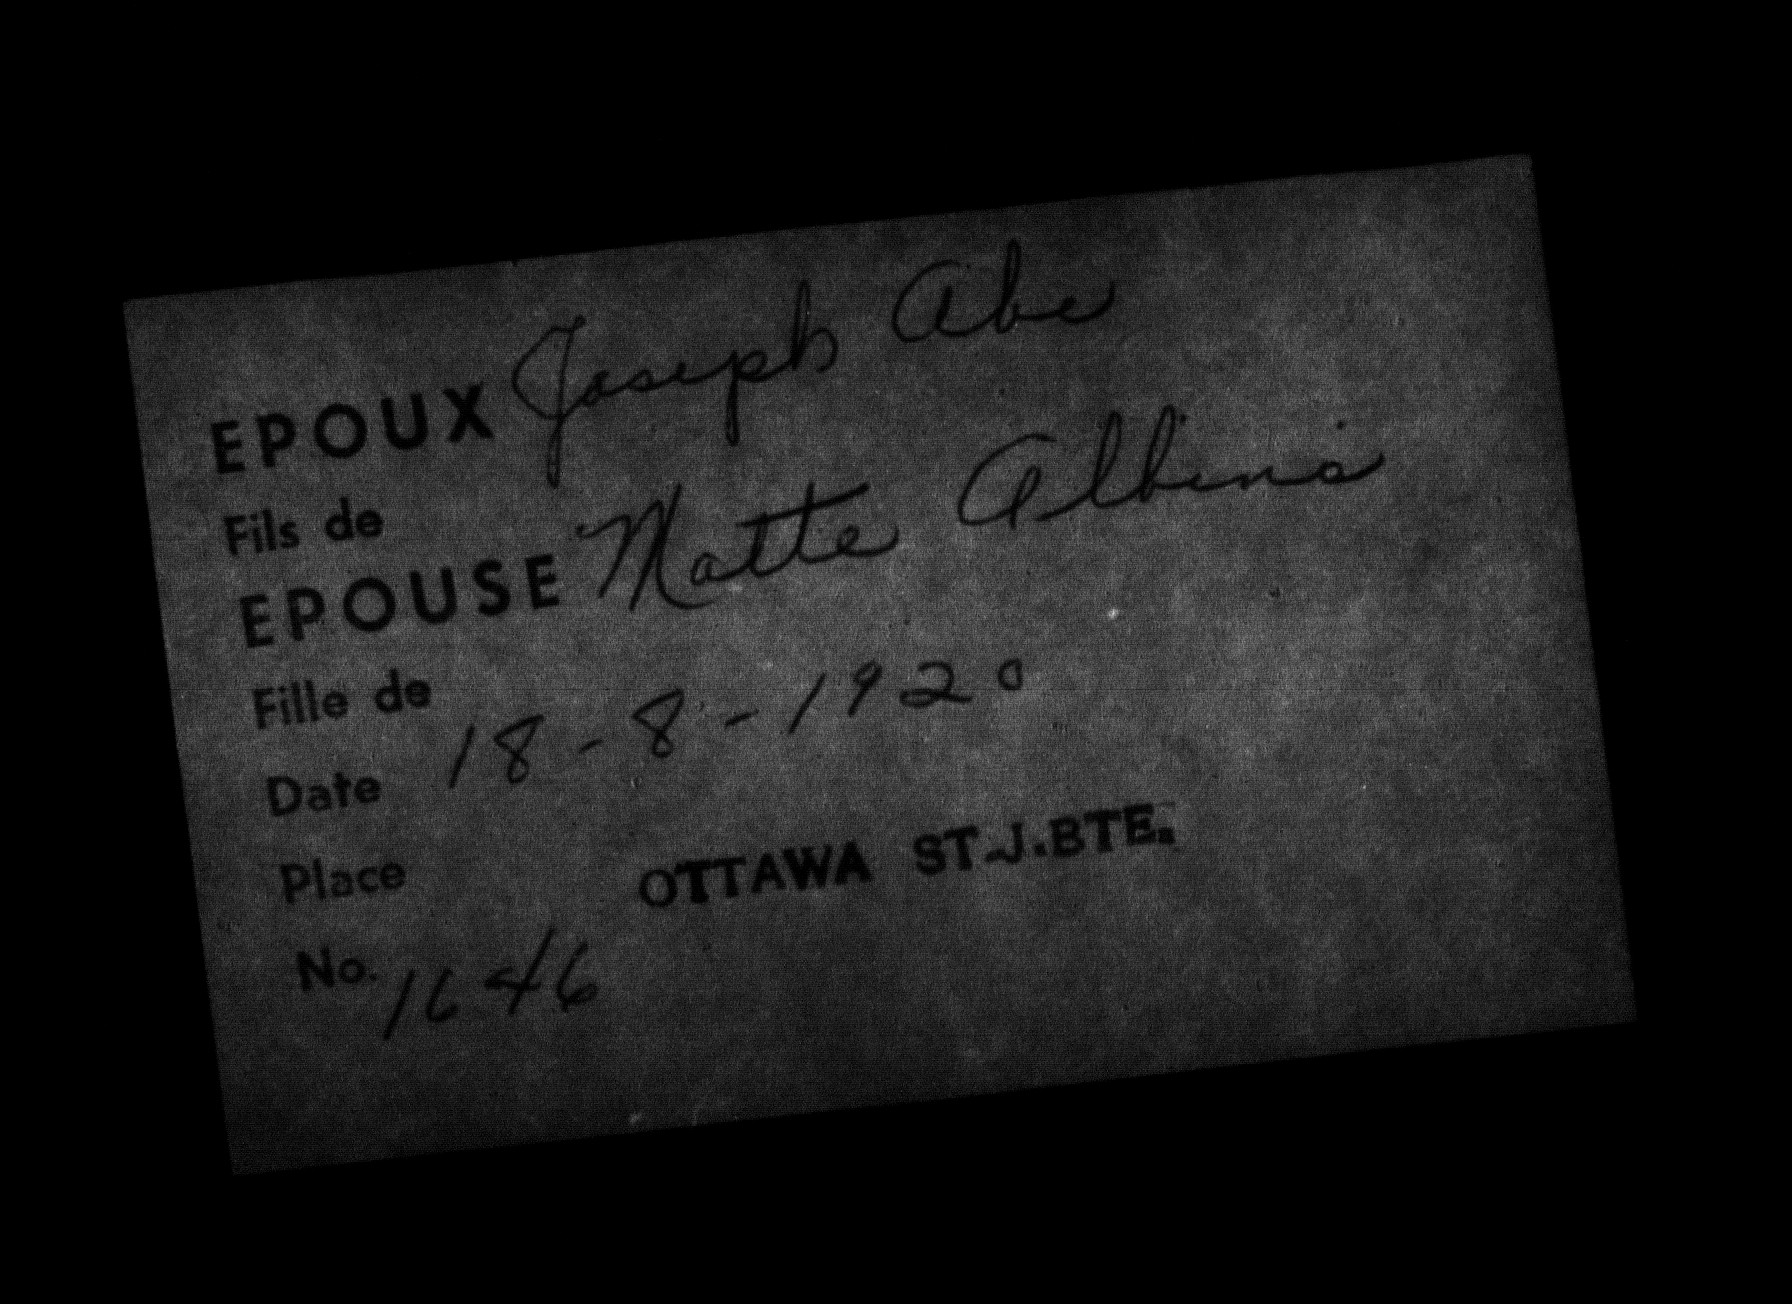 EPOUX Joseph Abe
Fils de
EPOUSE Matte Albina
Fille de
Date 18-8-1920
Place OTTAWA ST-J.BTE.
No. 1646